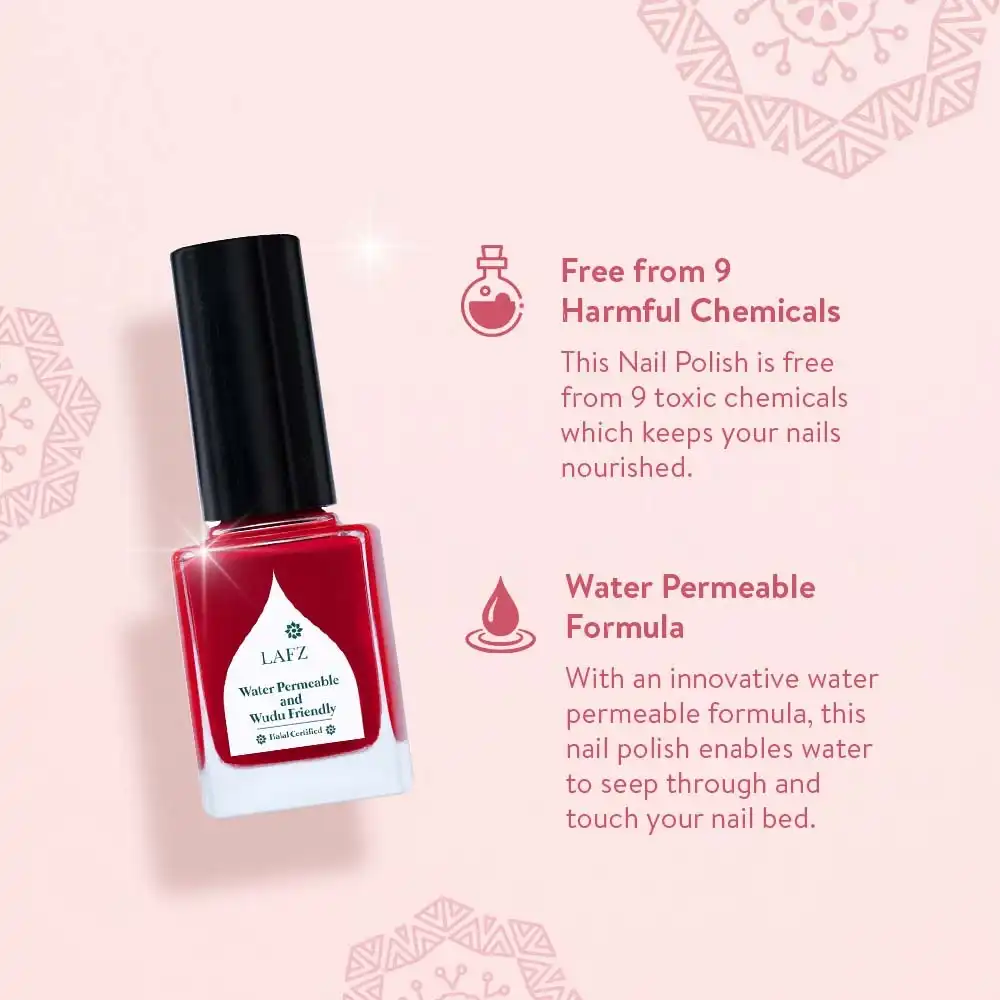 Free from 9
Harmful Chemicals
This Nail Polish is free
from 9 toxic chemicals
which keeps your nails
nourished.
Water Permeable
Formula
With an innovative water
permeable formula, this
nail polish enables water
to seep through and
touch your nail bed.
LAFZ
Water Permeable
and
Wudu Friendly
Halal Certified